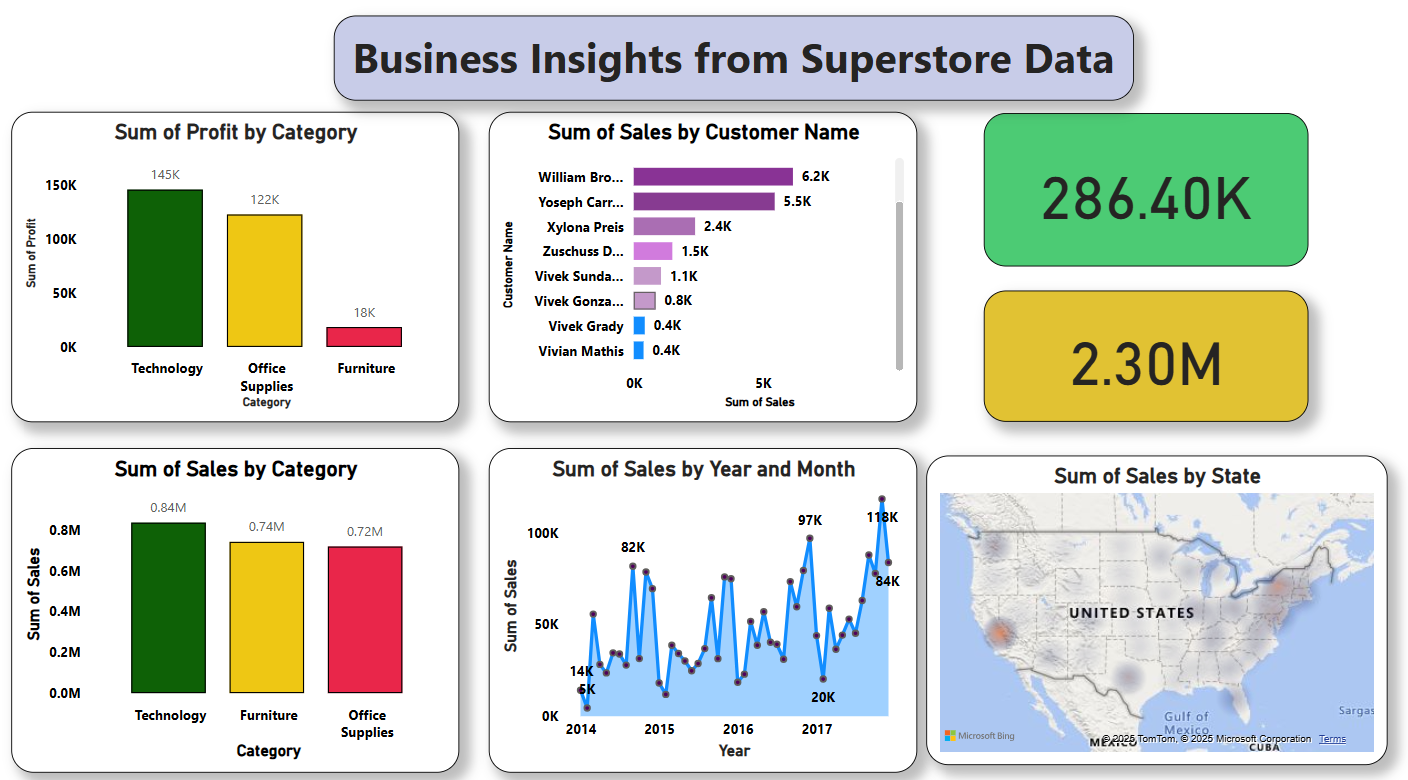 Business Insights from Superstore Data
Sum of Profit by Category
150K
100K
50K
0K
Sum of Profit
145K
122K
18K
Technology
Office
Supplies
Furniture
Category
Sum of Sales by Customer Name
Customer Name
William Bro... 6.2K
Yoseph Carr... 5.5K
Xylona Preis 2.4K
Zuschuss D... 1.5K
Vivek Sunda... 1.1K
Vivek Gonza... 0.8K
Vivek Grady 0.4K
Vivian Mathis 0.4K
0K 5K
Sum of Sales
286.40K
2.30M
Sum of Sales by Category
Sum of Sales
0.8M
0.6M
0.4M
0.2M
0.0M
0.84M
0.74M
0.72M
Technology
Furniture
Office
Supplies
Category
Sum of Sales by Year and Month
Sum of Sales
100K
50K
0K
14K
5K
82K
97K
20K
118K
84K
2014 2015 2016 2017
Year
Sum of Sales by State
UNITED STATES
Gulf of
Mexico
Sargas
MEXICO
CUBA
Microsoft Bing
© 2025 TomTom, © 2025 Microsoft Corporation Terms